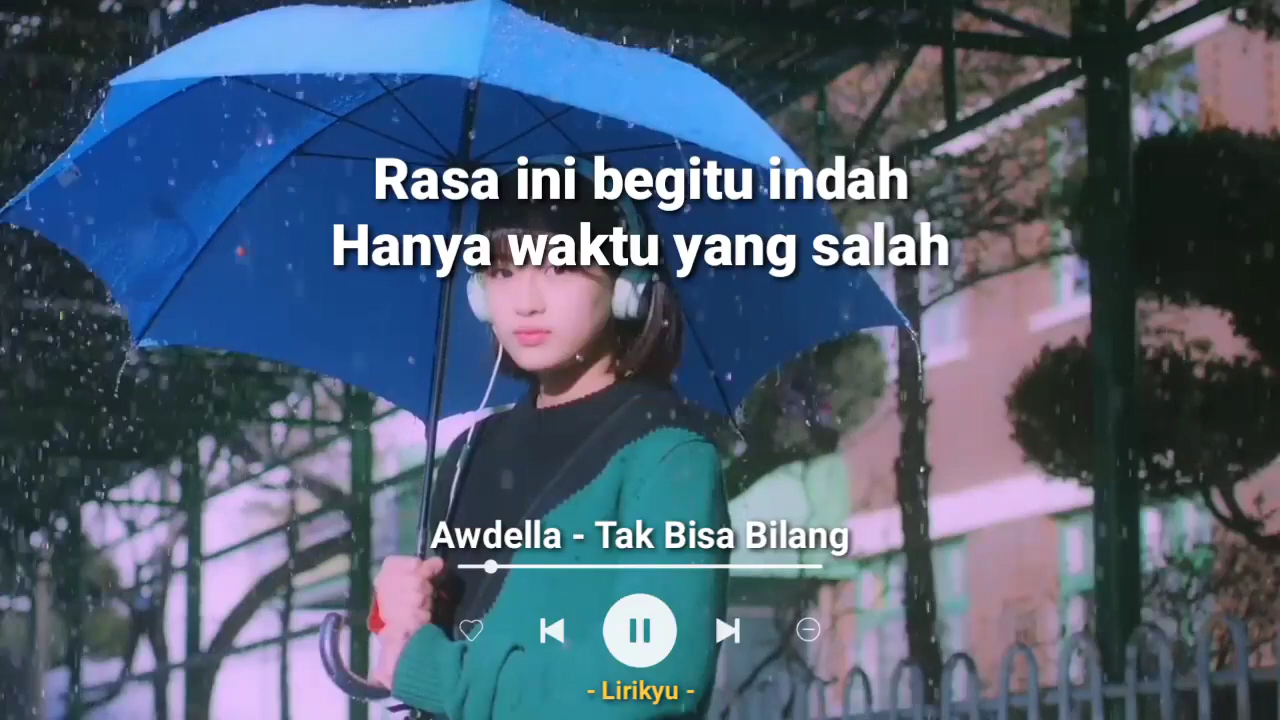 Rasa ini begitu indah
Hanya waktu yang salah
Awdella - Tak Bisa Bilang
- Lirikyu -